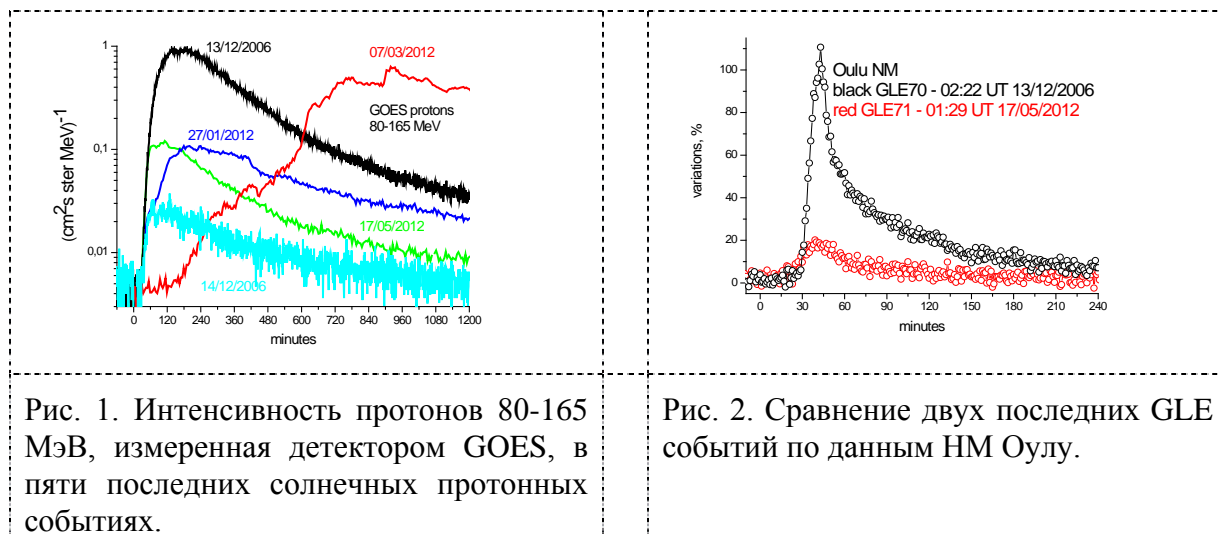 1
0,1
0,01
(cm²s ster MeV)⁻¹
13/12/2006
07/03/2012
GOES protons
80-165 MeV
27/01/2012
17/05/2012
14/12/2006
0 120 240 360 480 600 720 840 960 1080 1200
minutes
100
80
60
40
20
0
variations, %
Oulu NM
black GLE70 - 02:22 UT 13/12/2006
red GLE71 - 01:29 UT 17/05/2012
0 30 60 90 120 150 180 210 240
minutes
Рис. 1. Интенсивность протонов 80-165
МэВ, измеренная детектором GOES, в
пяти последних солнечных протонных
событиях.
Рис. 2. Сравнение двух последних GLE
событий по данным НМ Оулу.